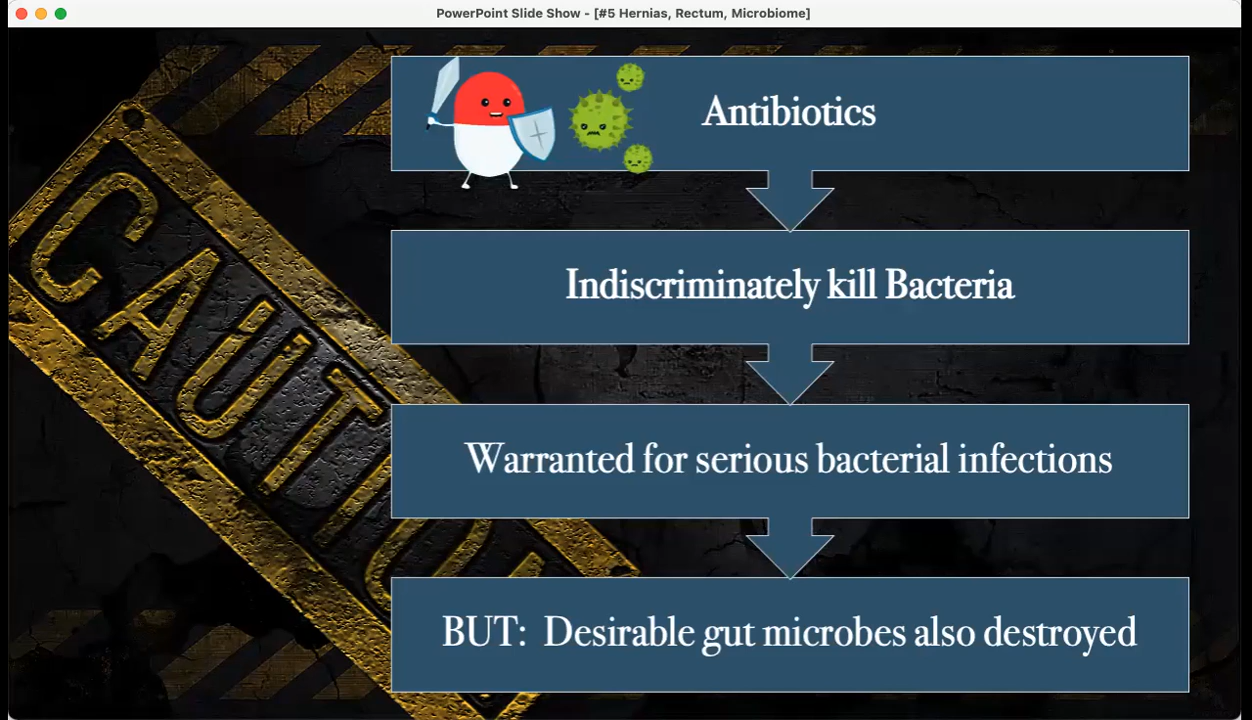 PowerPoint Slide Show - [#5 Hernias, Rectum, Microbiome]
Antibiotics
Indiscriminately kill Bacteria
Warranted for serious bacterial infections
BUT: Desirable gut microbes also destroyed
CAUTIO